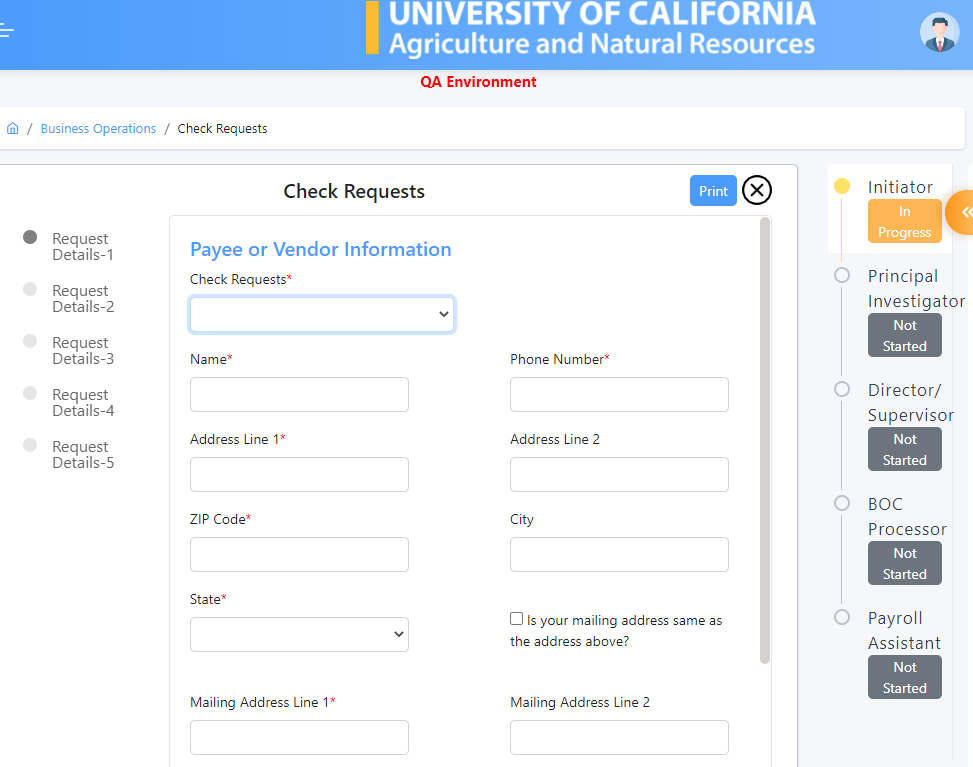 UNIVERSITY OF CALIFORNIA
Agriculture and Natural Resources
QA Environment
/ Business Operations / Check Requests
Check Requests
Print
Request
Details-1
Request
Details-2
Request
Details-3
Request
Details-4
Request
Details-5
Payee or Vendor Information
Check Requests*
Name*
Phone Number*
Address Line 1*
Address Line 2
ZIP Code*
City
State*
Is your mailing address same as
the address above?
Mailing Address Line 1*
Mailing Address Line 2
Initiator
In
Progress
Principal
Investigator
Not
Started
Director/
Supervisor
Not
Started
BOC
Processor
Not
Started
Payroll
Assistant
Not
Started